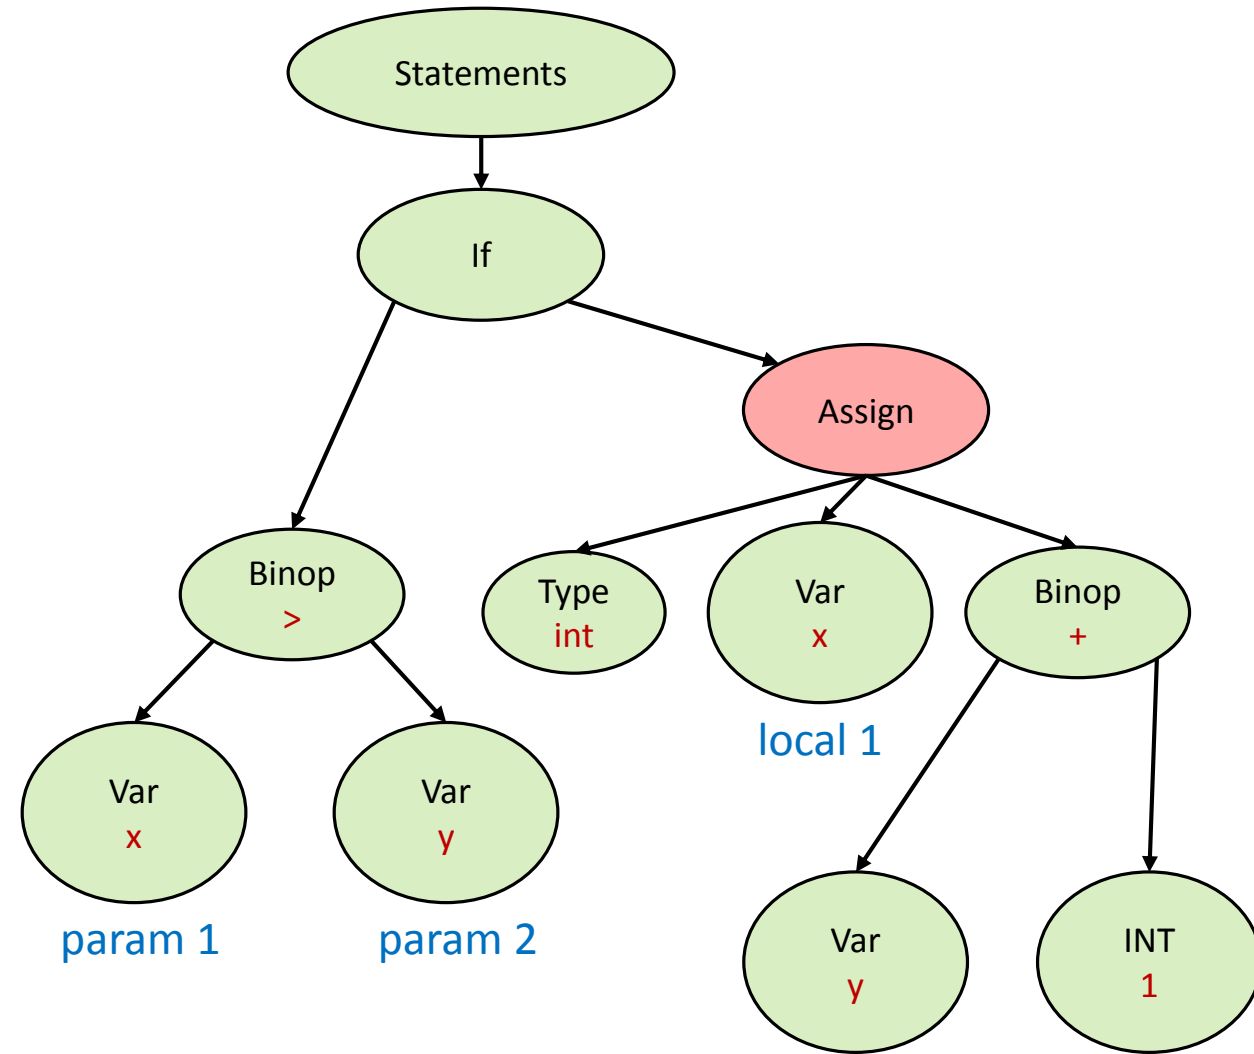 Statements
If
Assign
Binop
>
Type
int
Var
x
Binop
+
local 1
Var
x
Var
y
param 1
param 2
Var
y
INT
1